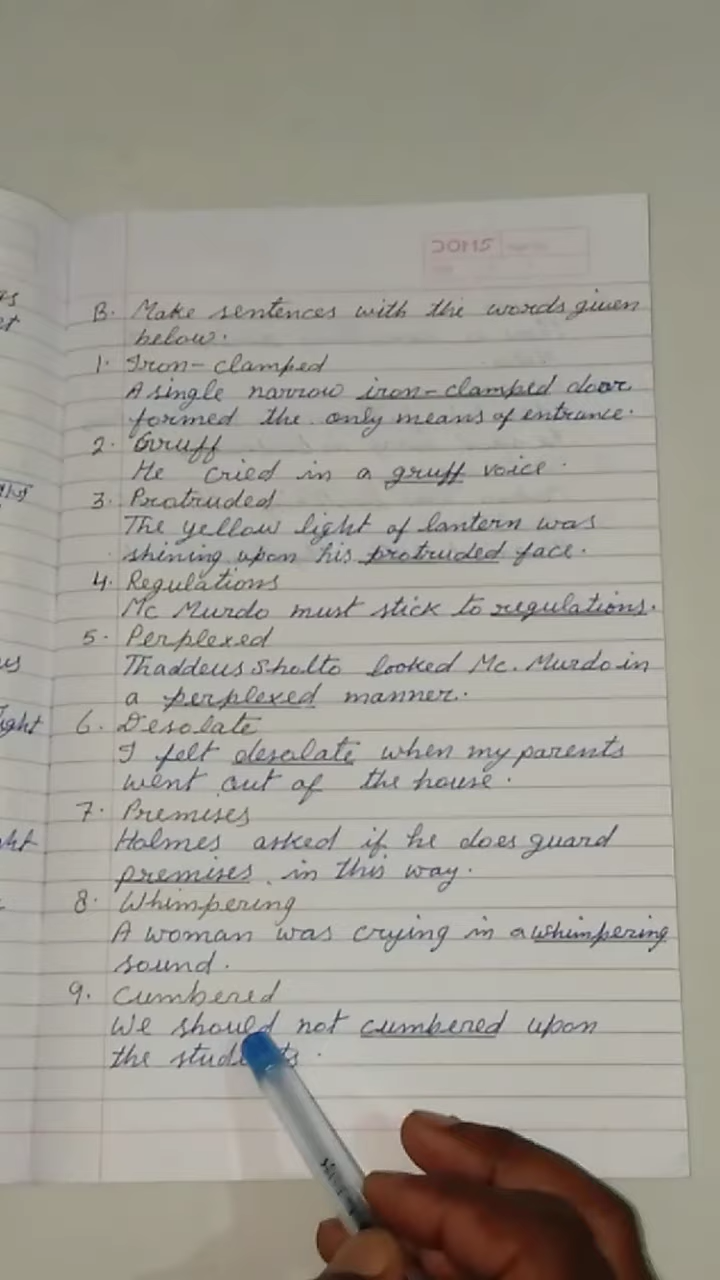 B. Make sentences with the words given
below.
1. Iron-clamped
A single narrow iron-clamped door
formed the only means of entrance.
2. Gruff
He cried in a gruff voice.
3. Protruded
The yellow light of lantern was
shining upon his protruded face.
4. Regulations
Mc Murdo must stick to regulations.
5. Perplexed
Thaddeus Sholto looked Mc. Murdo in
a perplexed manner.
6. Desolate
I felt desolate when my parents
went out of the house.
7. Premises
Holmes asked if he does guard
premises in this way.
8. Whimpering
A woman was crying in a whimpering
sound.
9. Cumbered
We should not cumbered upon
the students.